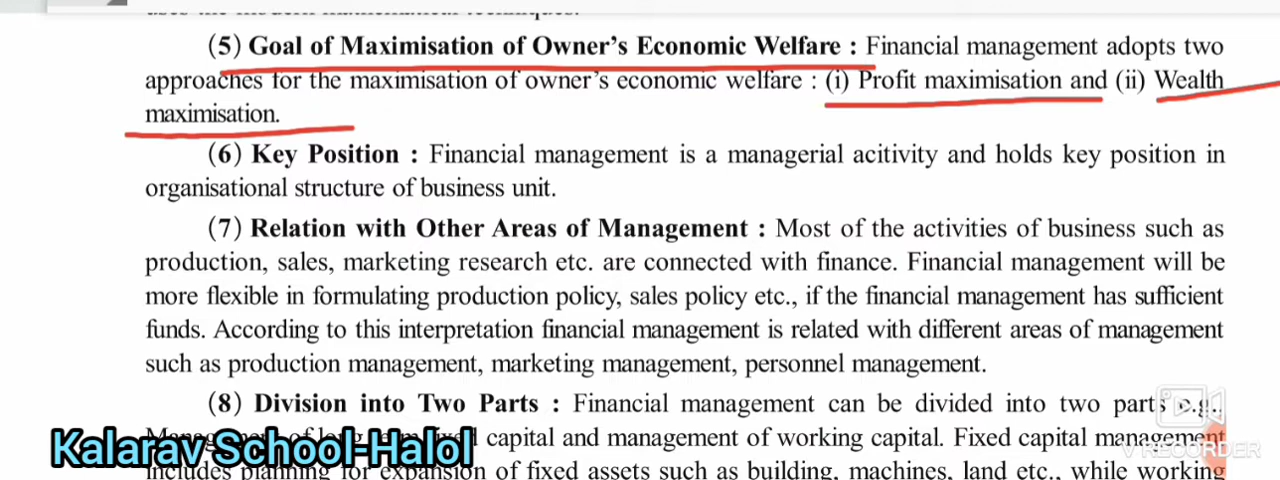 (5) Goal of Maximisation of Owner's Economic Welfare : Financial management adopts two
approaches for the maximisation of owner's economic welfare : (i) Profit maximisation and (ii) Wealth
maximisation.
(6) Key Position : Financial management is a managerial acitivity and holds key position in
organisational structure of business unit.
(7) Relation with Other Areas of Management : Most of the activities of business such as
production, sales, marketing research etc. are connected with finance. Financial management will be
more flexible in formulating production policy, sales policy etc., if the financial management has sufficient
funds. According to this interpretation financial management is related with different areas of management
such as production management, marketing management, personnel management.
(8) Division into Two Parts : Financial management can be divided into two parts e.g.,
capital and management of working capital. Fixed capital management
includes planning for expansion of fixed assets such as building, machines, land etc., while working
Kalarav School-Halol
V RECORDER